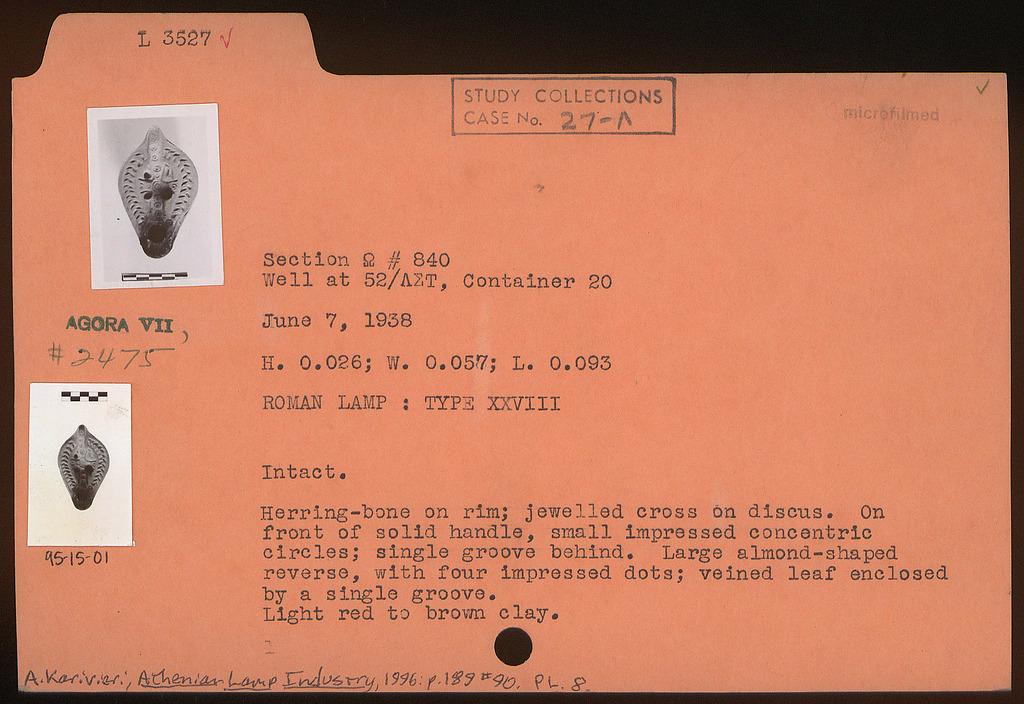 L 3527 ✓
STUDY COLLECTIONS
CASE No. 27-Λ
microfilmed
Section Ω # 840
Well at 52/ΛΣΤ, Container 20
AGORA VII,
#2475
June 7, 1938
H. 0.026; W. 0.057; L. 0.093
ROMAN LAMP : TYPE XXVIII
Intact.
Herring-bone on rim; jewelled cross on discus. On
front of solid handle, small impressed concentric
circles; single groove behind. Large almond-shaped
reverse, with four impressed dots; veined leaf enclosed
by a single groove.
Light red to brown clay.
95-15-01
A. Karivieri, Athenian Lamp Industry, 1996: p.189 #90. PL. 8.